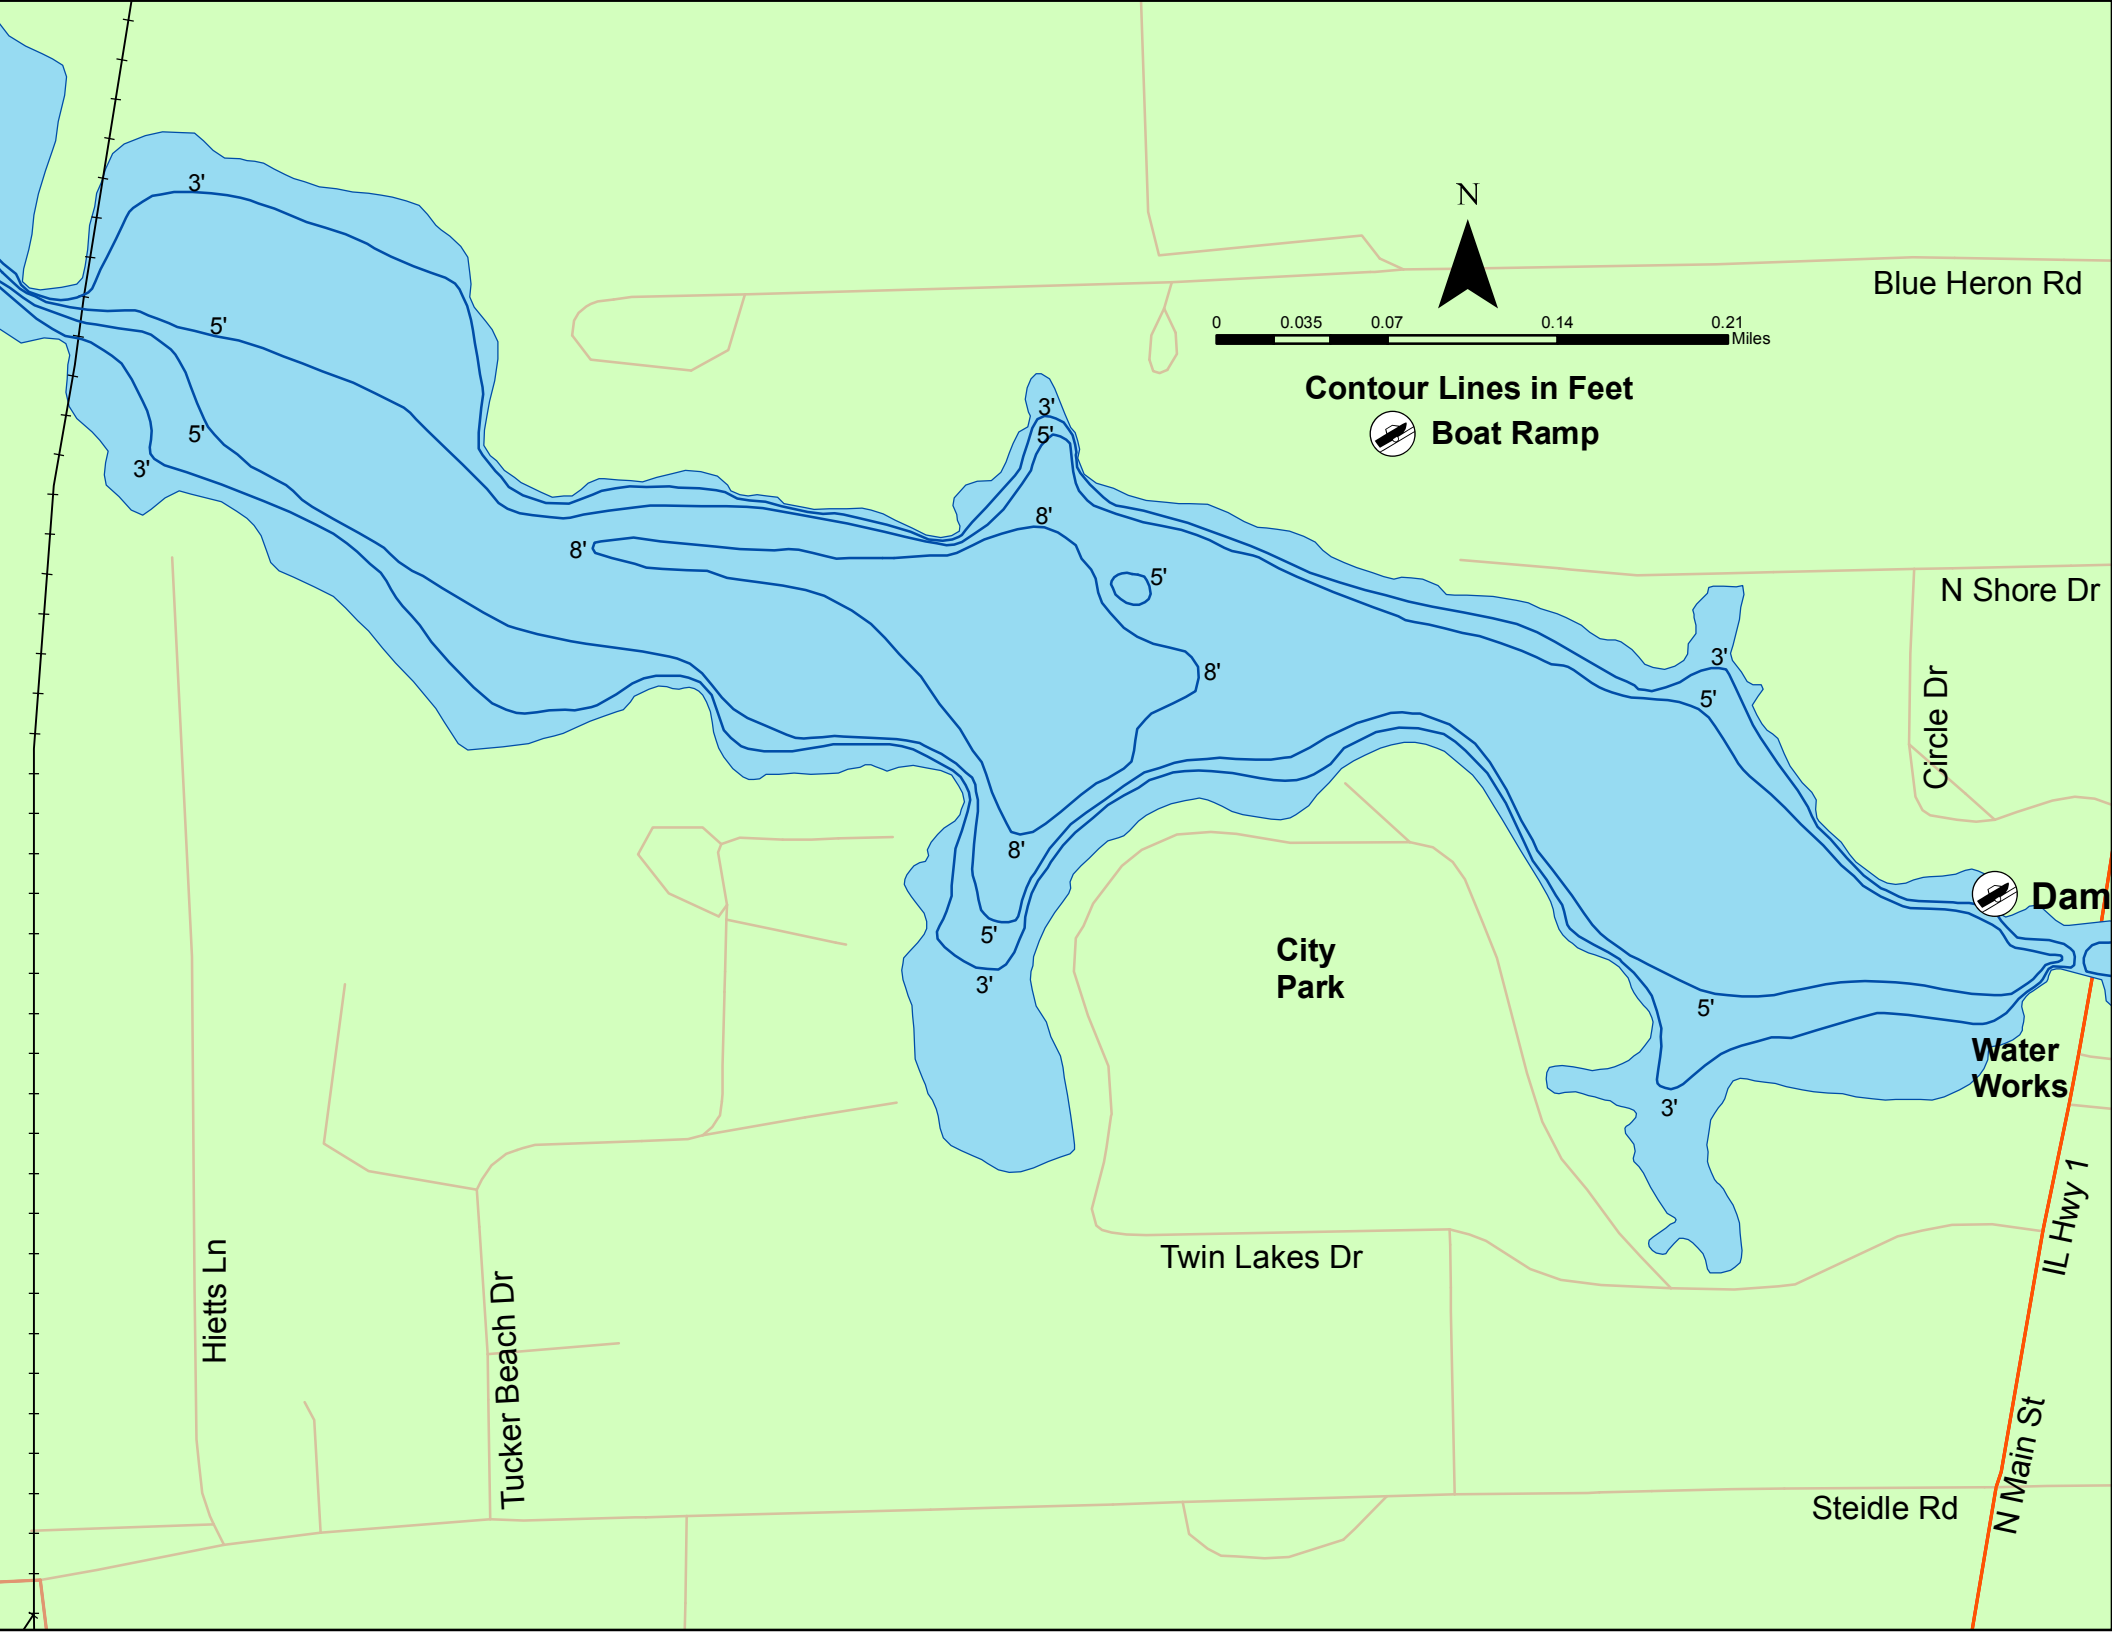 3'
N
Blue Heron Rd
5'
0 0.035 0.07 0.14 0.21
Miles
Contour Lines in Feet
3'
Boat Ramp
5'
5'
3'
8'
8'
5'
N Shore Dr
3'
8'
5'
Circle Dr
8'
Dam
5'
City
Park
3'
5'
Water
Works
3'
IL Hwy 1
Twin Lakes Dr
Hietts Ln
Tucker Beach Dr
N Main St
Steidle Rd